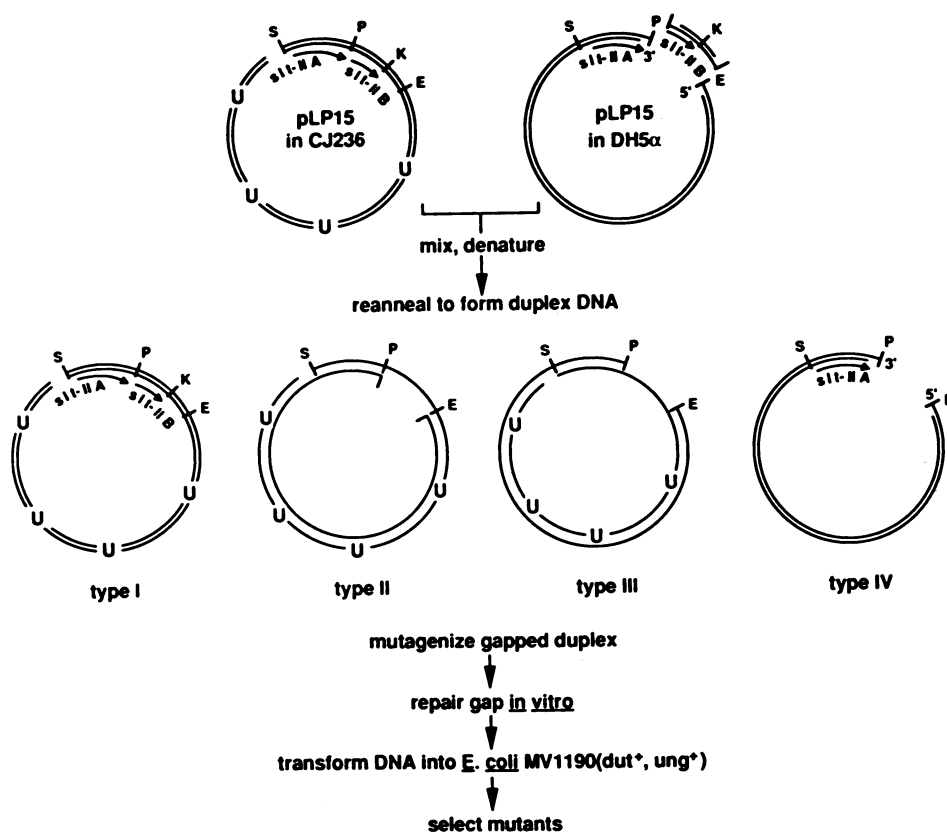 S
P
K
E
slt-IIA
slt-IIB
U
U
U
U
U
pLP15
in CJ236
S
P
K
E
slt-IIA
3'
slt-IIB
5'
pLP15
in DH5α
mix, denature
reanneal to form duplex DNA
S
P
K
E
slt-IIA
slt-IIB
U
U
U
U
type I
S
P
E
U
U
U
U
type II
S
P
E
U
U
U
U
type III
S
P
3'
slt-IIA
5'
type IV
mutagenize gapped duplex
repair gap in vitro
transform DNA into E. coli MV1190(dut⁺, ung⁺)
select mutants